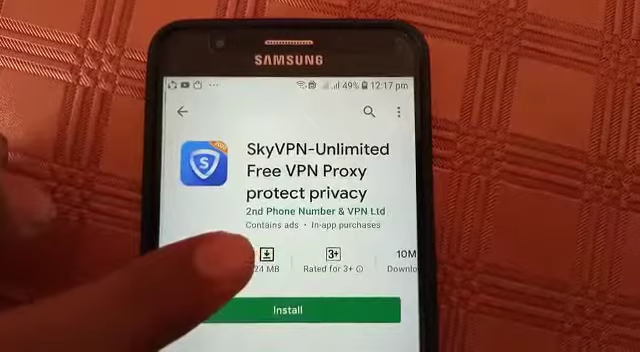 SAMSUNG
49% 12:17 pm
SkyVPN-Unlimited
Free VPN Proxy
protect privacy
2nd Phone Number & VPN Ltd
Contains ads • In-app purchases
3+ 10M
24 MB Rated for 3+ Downlo
Install
S